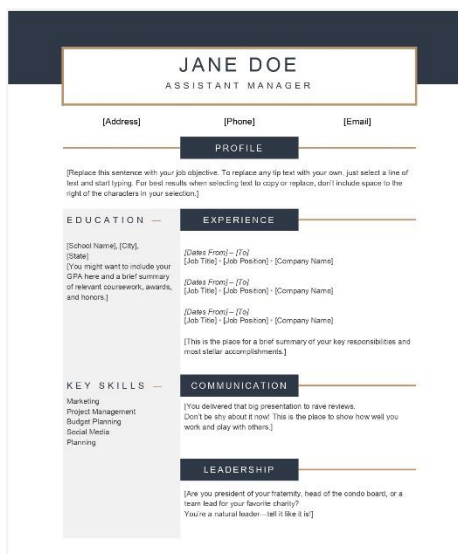 JANE DOE
ASSISTANT MANAGER
[Address] [Phone] [Email]
PROFILE
[Replace this sentence with your job objective. To replace any tip text with your own, just select a line of
text and start typing. For best results when selecting text to copy or replace, don't include space to the
right of the characters in your selection.]
EDUCATION —
[School Name], [City],
[State]
[You might want to include your
GPA here and a brief summary
of relevant coursework, awards,
and honors.]
EXPERIENCE
[Dates From] – [To]
[Job Title] • [Job Position] • [Company Name]
[Dates From] – [To]
[Job Title] • [Job Position] • [Company Name]
[Dates From] – [To]
[Job Title] • [Job Position] • [Company Name]
[This is the place for a brief summary of your key responsibilities and
most stellar accomplishments.]
KEY SKILLS —
Marketing
Project Management
Budget Planning
Social Media
Planning
COMMUNICATION
[You delivered that big presentation to rave reviews.
Don't be shy about it now! This is the place to show how well you
work and play with others.]
LEADERSHIP
[Are you president of your fraternity, head of the condo board, or a
team lead for your favorite charity?
You're a natural leader—tell it like it is!]